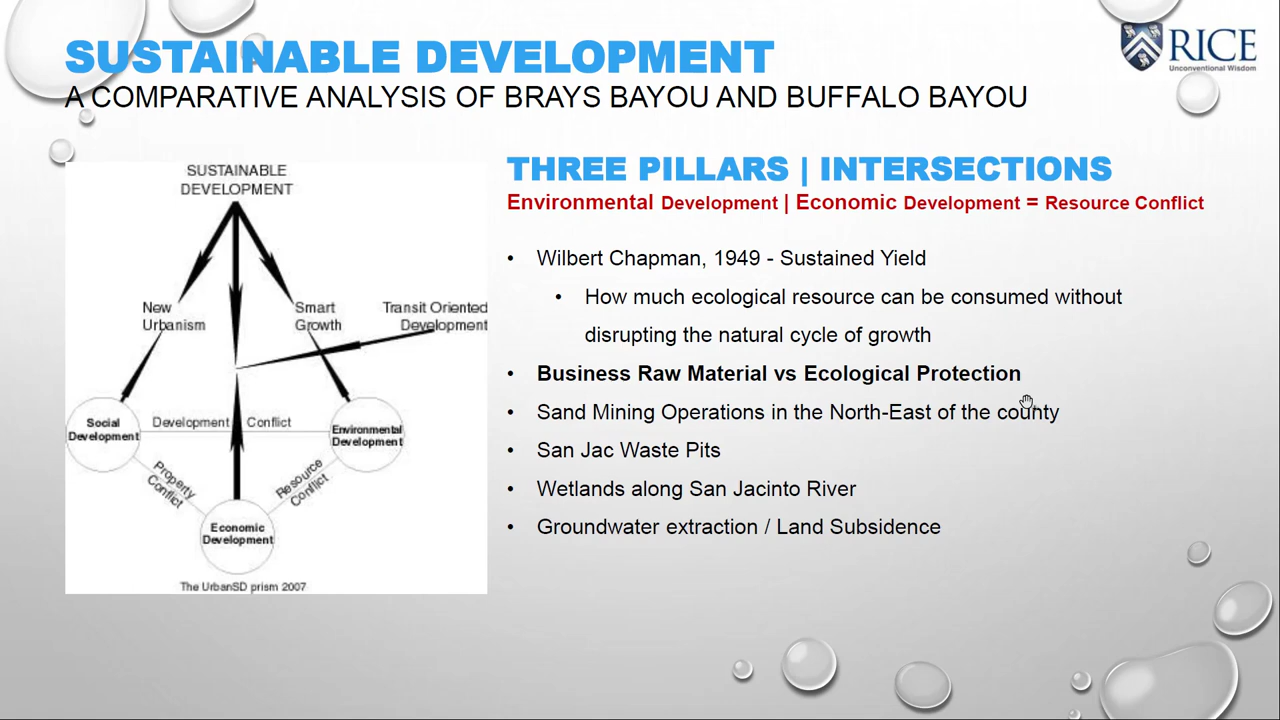 SUSTAINABLE DEVELOPMENT
A COMPARATIVE ANALYSIS OF BRAYS BAYOU AND BUFFALO BAYOU
RICE
Unconventional Wisdom
SUSTAINABLE
DEVELOPMENT
New
Urbanism
Smart
Growth
Transit Oriented
Development
Social
Development
Development
Conflict
Environmental
Development
Property
Conflict
Resource
Conflict
Economic
Development
The UrbanSD prism 2007
THREE PILLARS | INTERSECTIONS
Environmental Development | Economic Development = Resource Conflict
• Wilbert Chapman, 1949 - Sustained Yield
• How much ecological resource can be consumed without
disrupting the natural cycle of growth
• Business Raw Material vs Ecological Protection
• Sand Mining Operations in the North-East of the county
• San Jac Waste Pits
• Wetlands along San Jacinto River
• Groundwater extraction / Land Subsidence